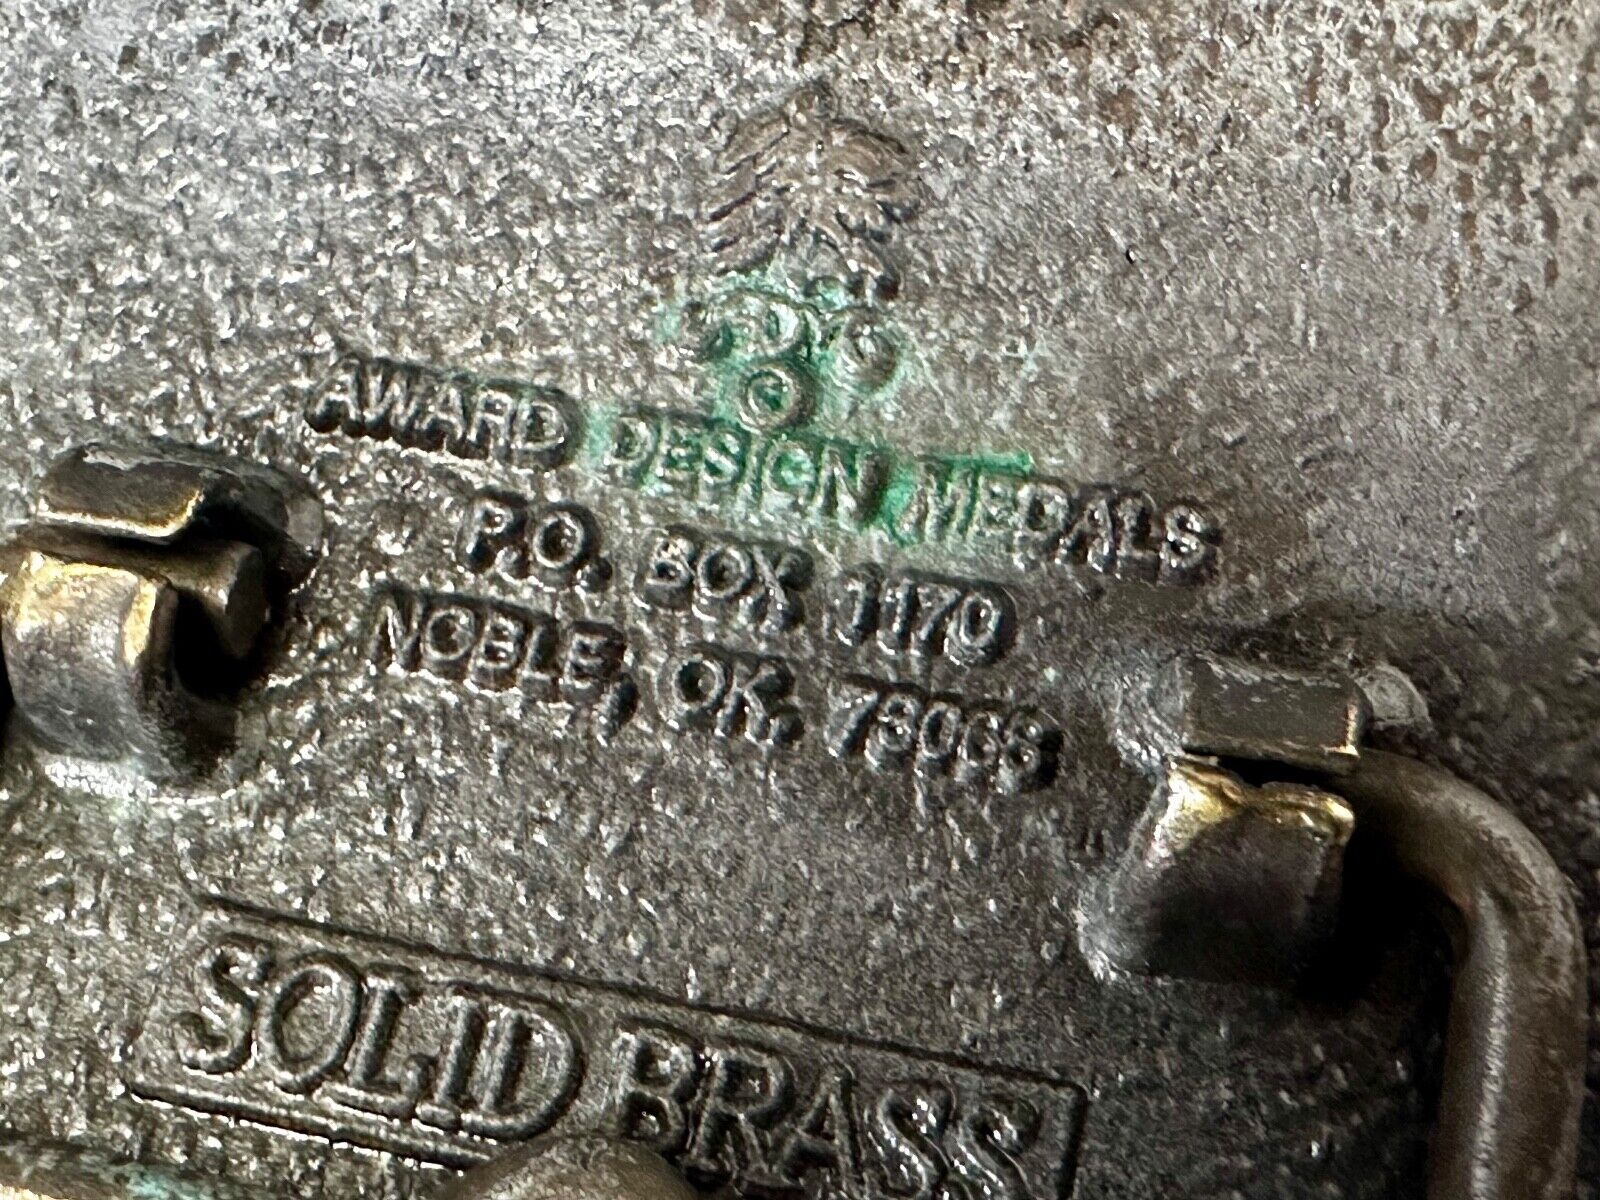 ©
AWARD DESIGN MEDALS
P.O. BOX 1170
NOBLE, OK. 73068
SOLID BRASS